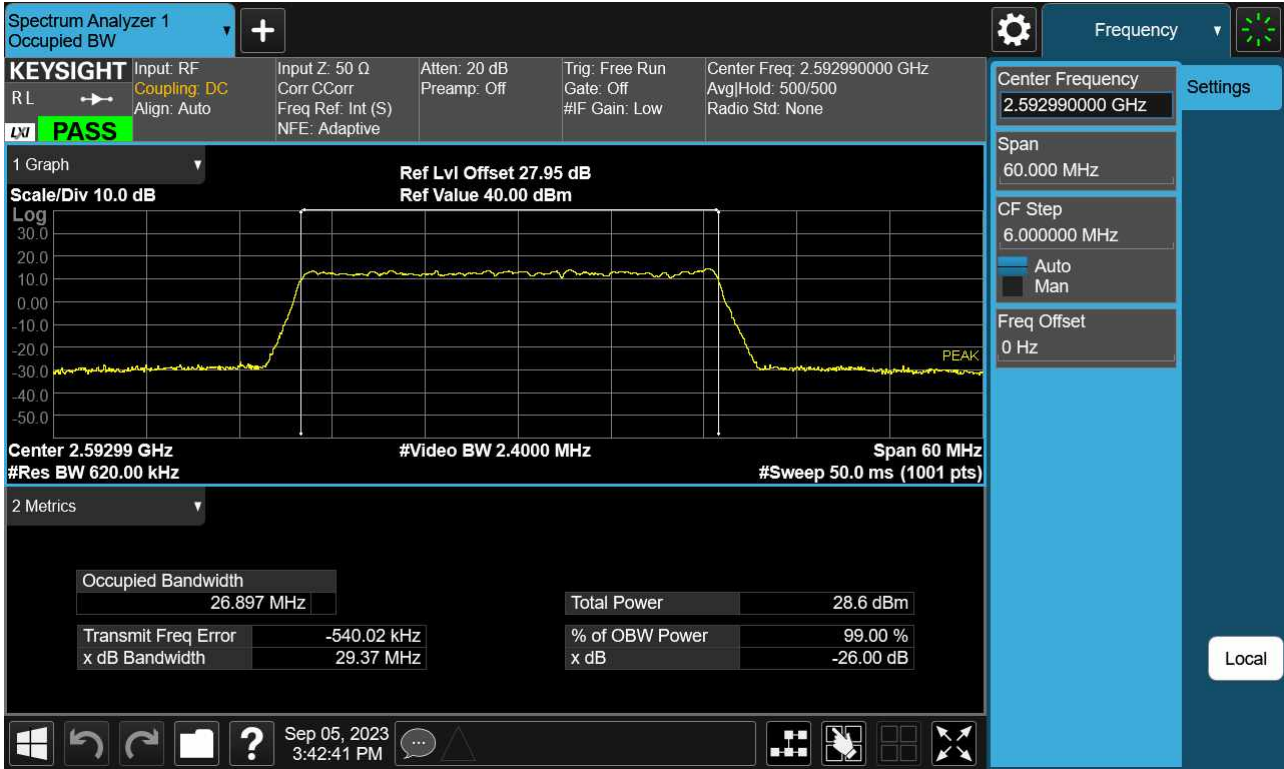 Spectrum Analyzer 1
Occupied BW
Frequency
KEYSIGHT
R L
LXI
PASS
Input: RF
Coupling: DC
Align: Auto
Input Z: 50 Ω
Corr CCorr
Freq Ref: Int (S)
NFE: Adaptive
Atten: 20 dB
Preamp: Off
Trig: Free Run
Gate: Off
#IF Gain: Low
Center Freq: 2.592990000 GHz
Avg|Hold: 500/500
Radio Std: None
Center Frequency
2.592990000 GHz
Settings
Span
60.000 MHz
CF Step
6.000000 MHz
Auto
Man
Freq Offset
0 Hz
Local
1 Graph
Ref Lvl Offset 27.95 dB
Scale/Div 10.0 dB
Ref Value 40.00 dBm
Log
30.0
20.0
10.0
0.00
-10.0
-20.0
-30.0
-40.0
-50.0
PEAK
Center 2.59299 GHz
#Video BW 2.4000 MHz
Span 60 MHz
#Res BW 620.00 kHz
#Sweep 50.0 ms (1001 pts)
2 Metrics
Occupied Bandwidth
26.897 MHz
Total Power 28.6 dBm
Transmit Freq Error -540.02 kHz
% of OBW Power 99.00 %
x dB Bandwidth 29.37 MHz
x dB -26.00 dB
?
Sep 05, 2023
3:42:41 PM